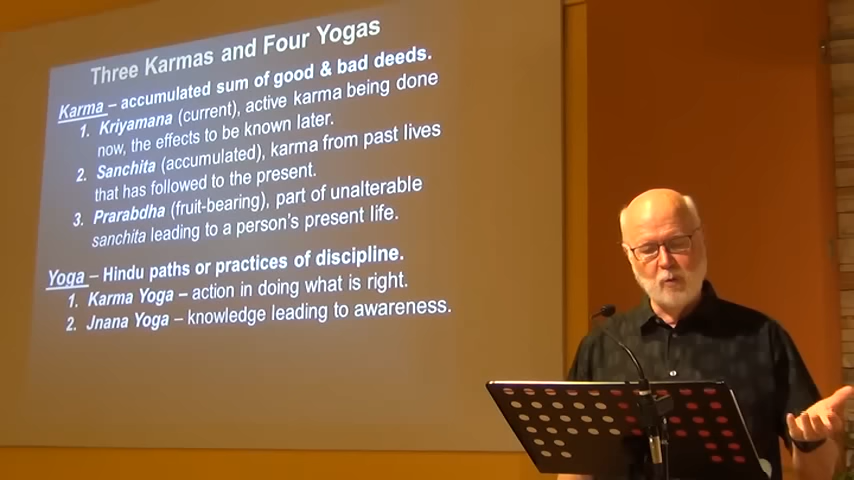 Three Karmas and Four Yogas
Karma – accumulated sum of good & bad deeds.
1. Kriyamana (current), active karma being done
now, the effects to be known later.
2. Sanchita (accumulated), karma from past lives
that has followed to the present.
3. Prarabdha (fruit-bearing), part of unalterable
sanchita leading to a person's present life.
Yoga – Hindu paths or practices of discipline.
1. Karma Yoga – action in doing what is right.
2. Jnana Yoga – knowledge leading to awareness.